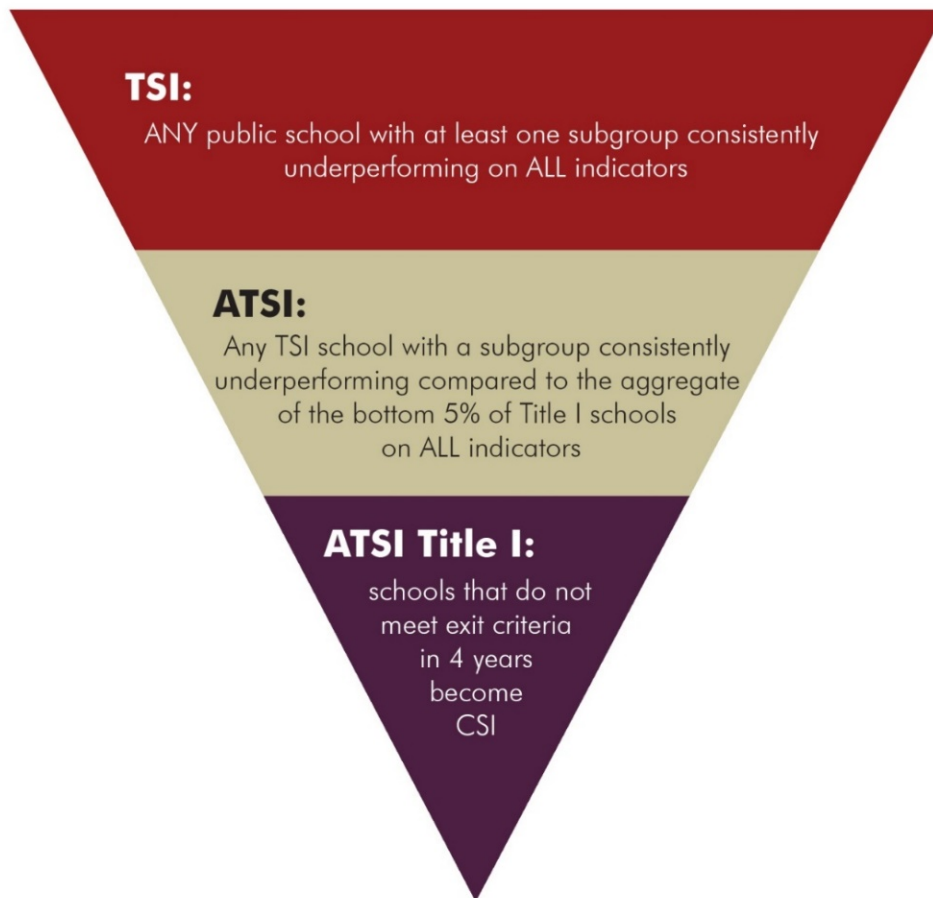 TSI:
ANY public school with at least one subgroup consistently
underperforming on ALL indicators
ATSI:
Any TSI school with a subgroup consistently
underperforming compared to the aggregate
of the bottom 5% of Title I schools
on ALL indicators
ATSI Title I:
schools that do not
meet exit criteria
in 4 years
become
CSI